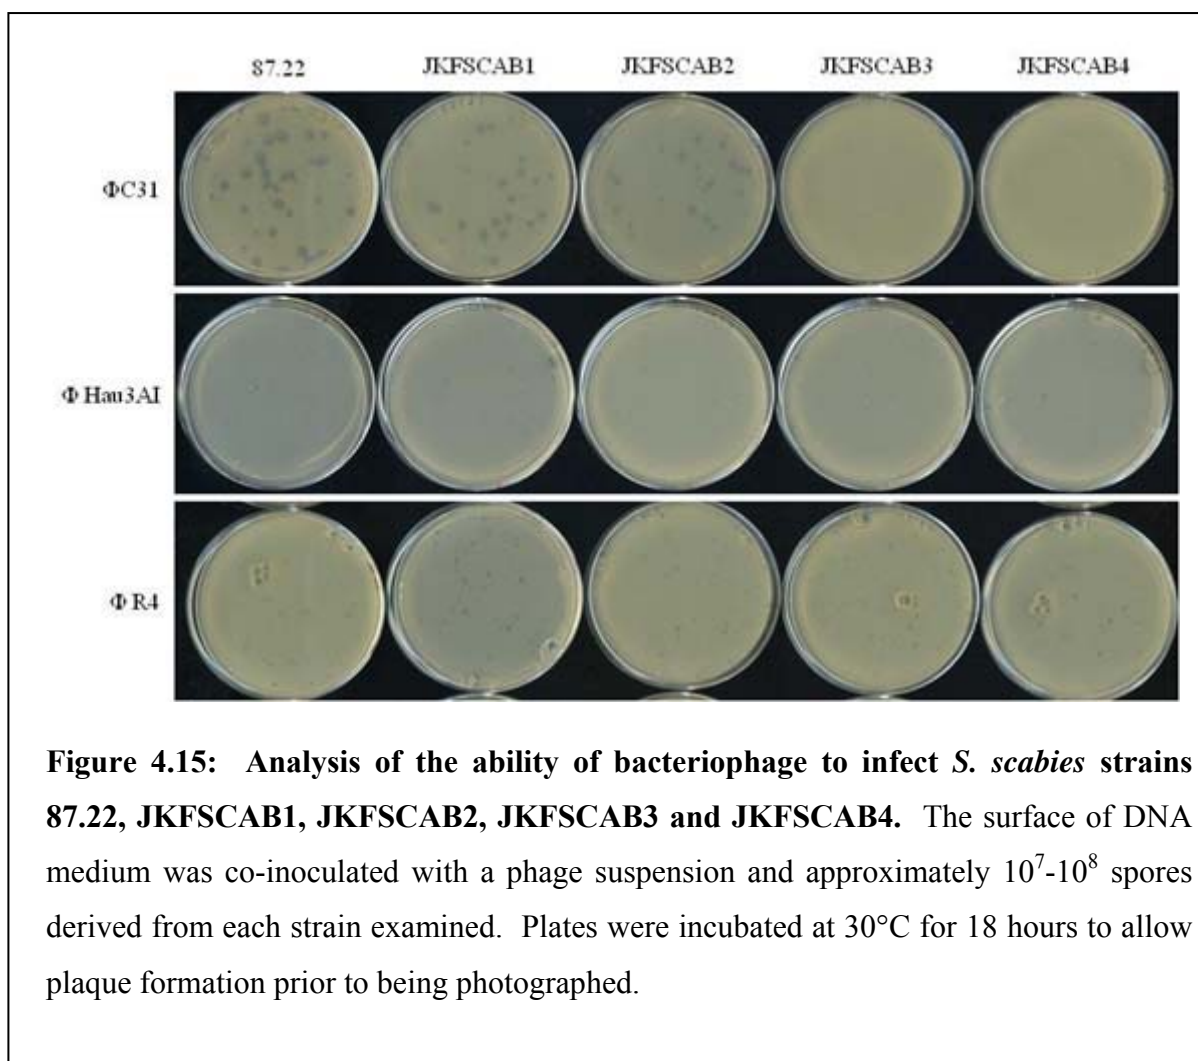 87.22 JKFSCAB1 JKFSCAB2 JKFSCAB3 JKFSCAB4
ΦC31
Φ Hau3AI
Φ R4
Figure 4.15: Analysis of the ability of bacteriophage to infect S. scabies strains
87.22, JKFSCAB1, JKFSCAB2, JKFSCAB3 and JKFSCAB4. The surface of DNA
medium was co-inoculated with a phage suspension and approximately 10⁷-10⁸ spores
derived from each strain examined. Plates were incubated at 30°C for 18 hours to allow
plaque formation prior to being photographed.